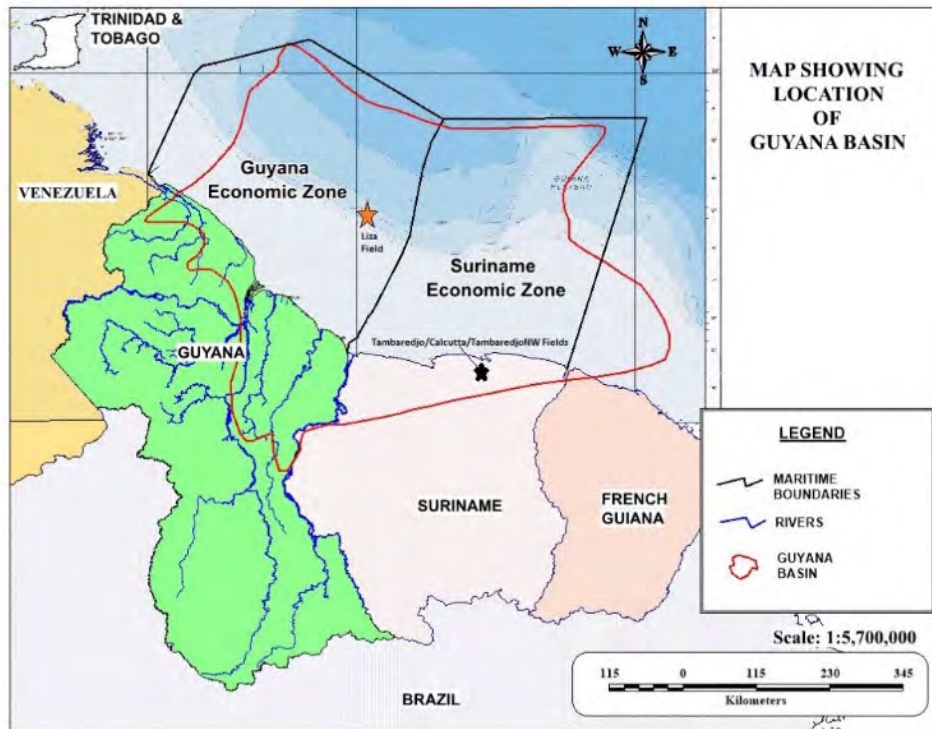 TRINIDAD &
TOBAGO
N
W
E
S
MAP SHOWING
LOCATION
OF
GUYANA BASIN
Guyana
Economic Zone
VENEZUELA
GUYANA
Liza
Field
Suriname
Economic Zone
Tambaredjo/Calcutta/TambaredjoNW Fields
GUYANA
SURINAME
FRENCH
GUIANA
BRAZIL
LEGEND
MARITIME
BOUNDARIES
RIVERS
GUYANA
BASIN
Scale: 1:5,700,000
115 0 115 230 345
Kilometers